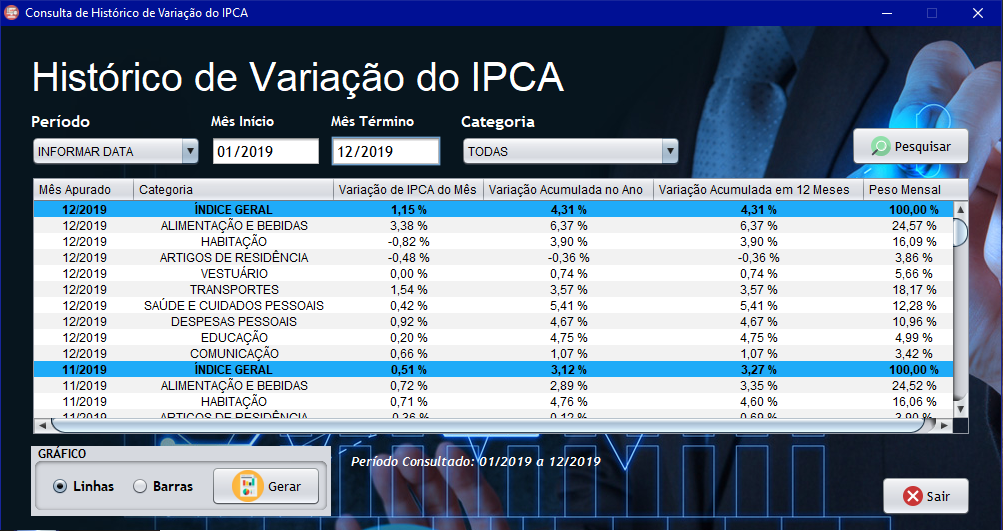 Consulta de Histórico de Variação do IPCA
Histórico de Variação do IPCA
Período Mês Início Mês Término Categoria
INFORMAR DATA 01/2019 12/2019 TODAS Pesquisar
Mês Apurado Categoria Variação de IPCA do Mês Variação Acumulada no Ano Variação Acumulada em 12 Meses Peso Mensal
12/2019 ÍNDICE GERAL 1,15 % 4,31 % 4,31 % 100,00 %
12/2019 ALIMENTAÇÃO E BEBIDAS 3,38 % 6,37 % 6,37 % 24,57 %
12/2019 HABITAÇÃO -0,82 % 3,90 % 3,90 % 16,09 %
12/2019 ARTIGOS DE RESIDÊNCIA -0,48 % -0,36 % -0,36 % 3,86 %
12/2019 VESTUÁRIO 0,00 % 0,74 % 0,74 % 5,66 %
12/2019 TRANSPORTES 1,54 % 3,57 % 3,57 % 18,17 %
12/2019 SAÚDE E CUIDADOS PESSOAIS 0,42 % 5,41 % 5,41 % 12,28 %
12/2019 DESPESAS PESSOAIS 0,92 % 4,67 % 4,67 % 10,96 %
12/2019 EDUCAÇÃO 0,20 % 4,75 % 4,75 % 4,99 %
12/2019 COMUNICAÇÃO 0,66 % 1,07 % 1,07 % 3,42 %
11/2019 ÍNDICE GERAL 0,51 % 3,12 % 3,27 % 100,00 %
11/2019 ALIMENTAÇÃO E BEBIDAS 0,72 % 2,89 % 3,35 % 24,52 %
11/2019 HABITAÇÃO 0,71 % 4,76 % 4,60 % 16,06 %
11/2019 ARTIGOS DE RESIDÊNCIA -0,36 % 0,12 % 0,69 % 3,90 %
GRÁFICO
Período Consultado: 01/2019 a 12/2019
Linhas Barras Gerar Sair